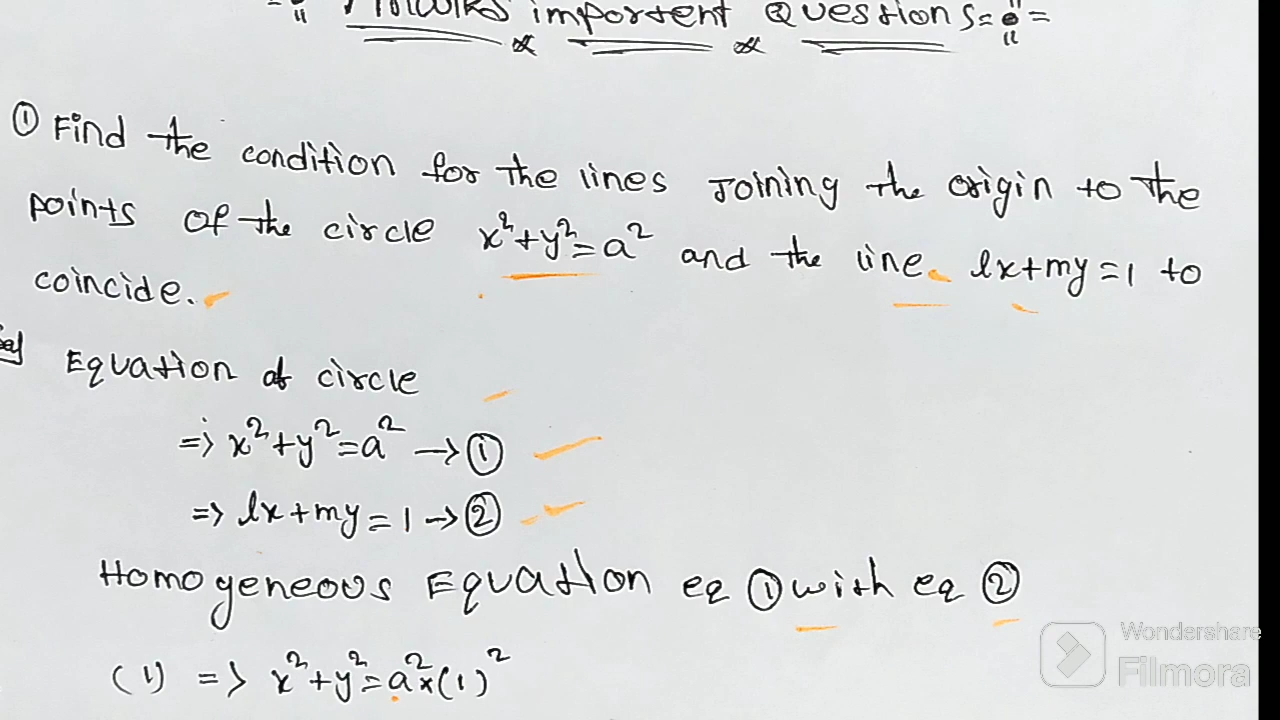 importent Questions
① Find the condition for the lines Joining the origin to the
points of the circle x²+y²=a² and the line lx+my=1 to
coincide.
Equation of circle
=> x²+y²=a² → ①
=> lx+my=1 → ②
Homogeneous Equation eq ① with eq ②
(1) => x²+y²=a²×(1)²
Wondershare
Filmora